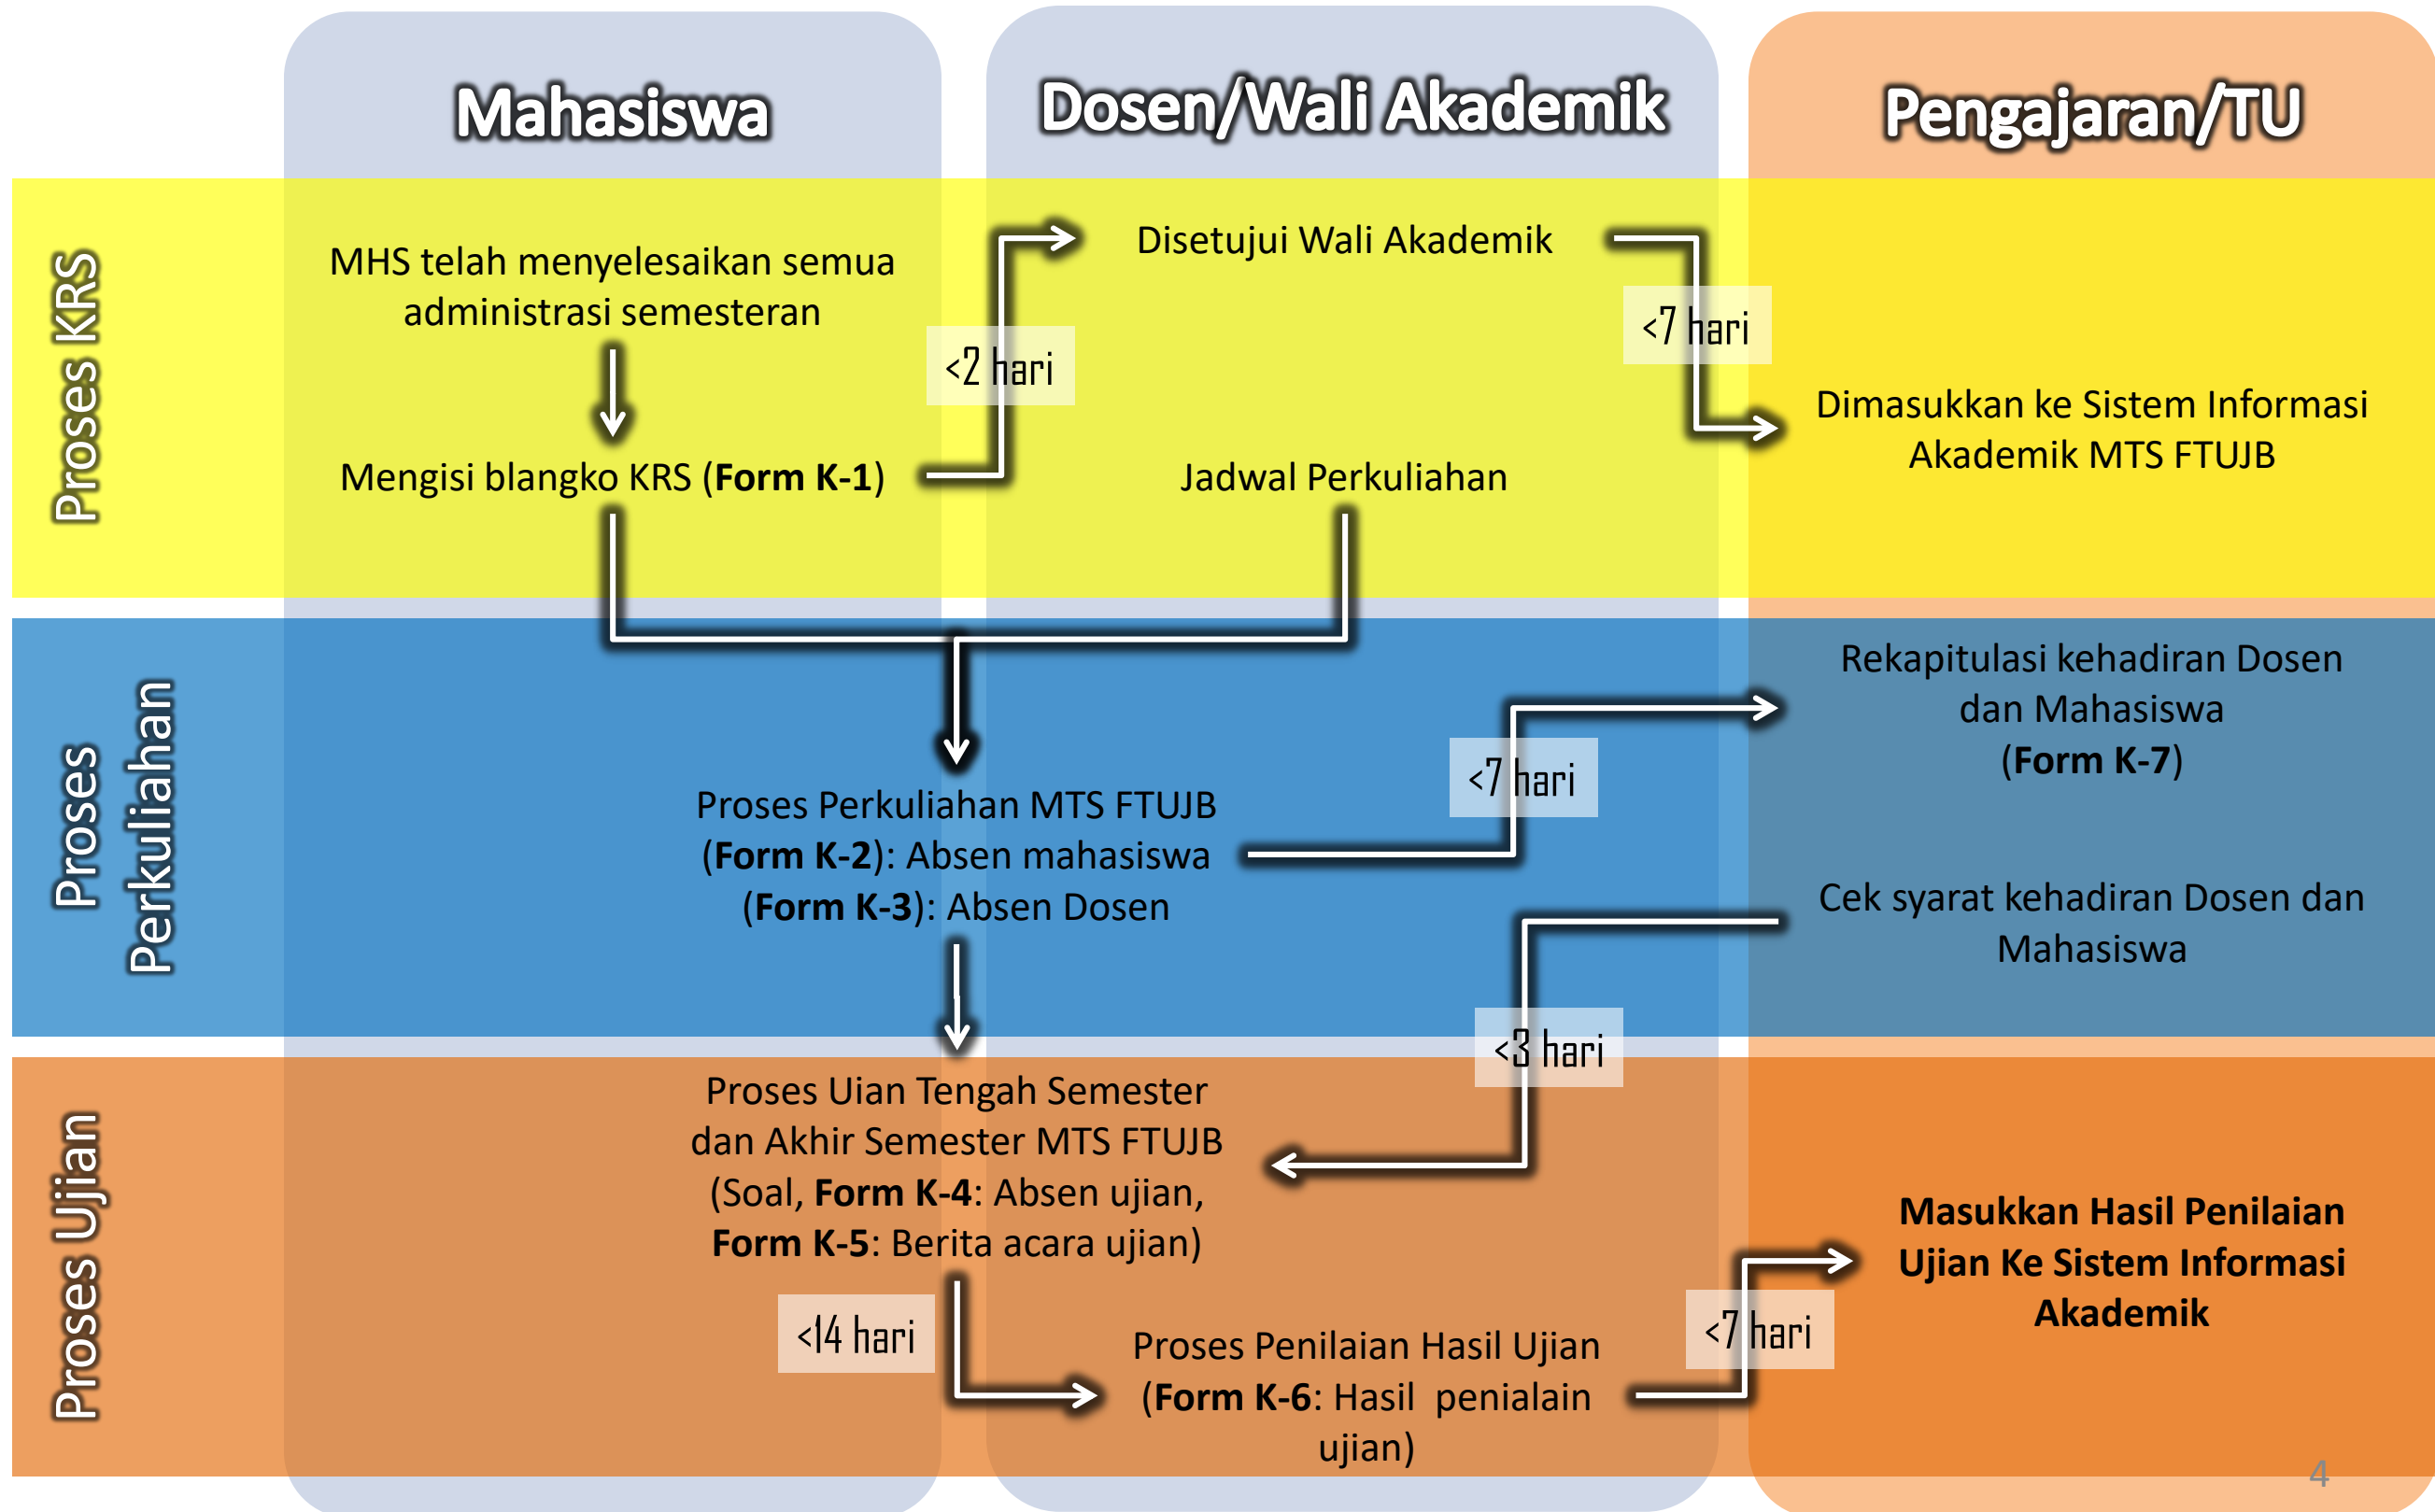 Mahasiswa
Dosen/Wali Akademik
Pengajaran/TU
Proses KRS
MHS telah menyelesaikan semua
administrasi semesteran
Mengisi blangko KRS (Form K-1)
<2 hari
Disetujui Wali Akademik
Jadwal Perkuliahan
<7 hari
Dimasukkan ke Sistem Informasi
Akademik MTS FTUJB
Proses
Perkuliahan
Proses Perkuliahan MTS FTUJB
(Form K-2): Absen mahasiswa
(Form K-3): Absen Dosen
<7 hari
Rekapitulasi kehadiran Dosen
dan Mahasiswa
(Form K-7)
Cek syarat kehadiran Dosen dan
Mahasiswa
<3 hari
Proses Ujian
Proses Uian Tengah Semester
dan Akhir Semester MTS FTUJB
(Soal, Form K-4: Absen ujian,
Form K-5: Berita acara ujian)
<14 hari
Proses Penilaian Hasil Ujian
(Form K-6: Hasil  penialain
ujian)
<7 hari
Masukkan Hasil Penilaian
Ujian Ke Sistem Informasi
Akademik
4